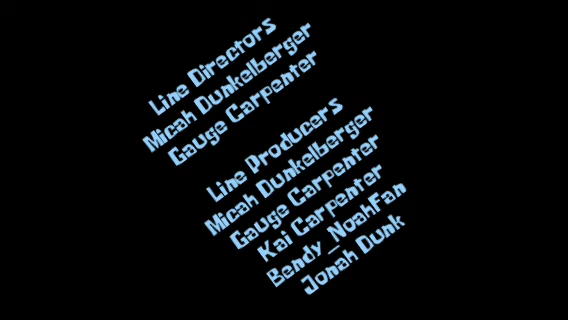 Line Directors
Micah Dunkelberger
Gauge Carpenter
Line Producers
Micah Dunkelberger
Gauge Carpenter
Kai Carpenter
Bendy_NoahFan
Jonah Dunk